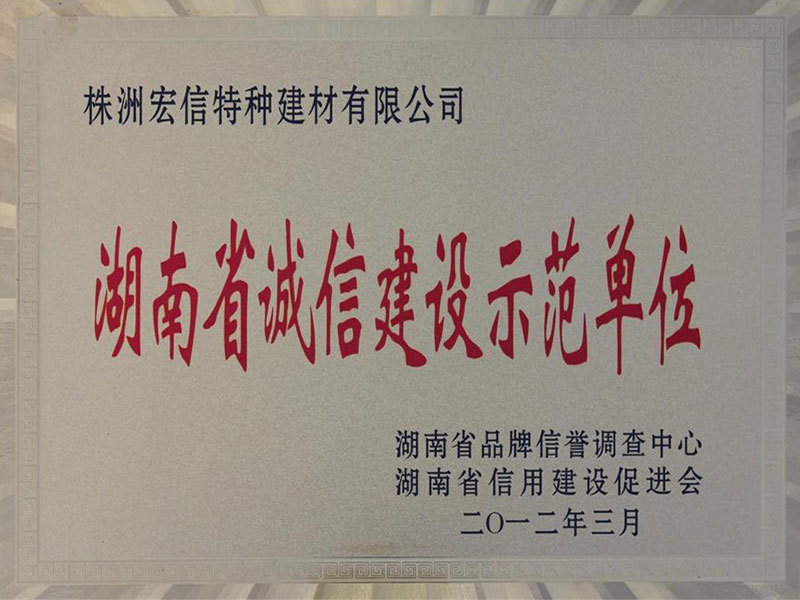 株洲宏信特种建材有限公司
湖南省诚信建设示范单位
湖南省品牌信誉调查中心
湖南省信用建设促进会
二O一二年三月